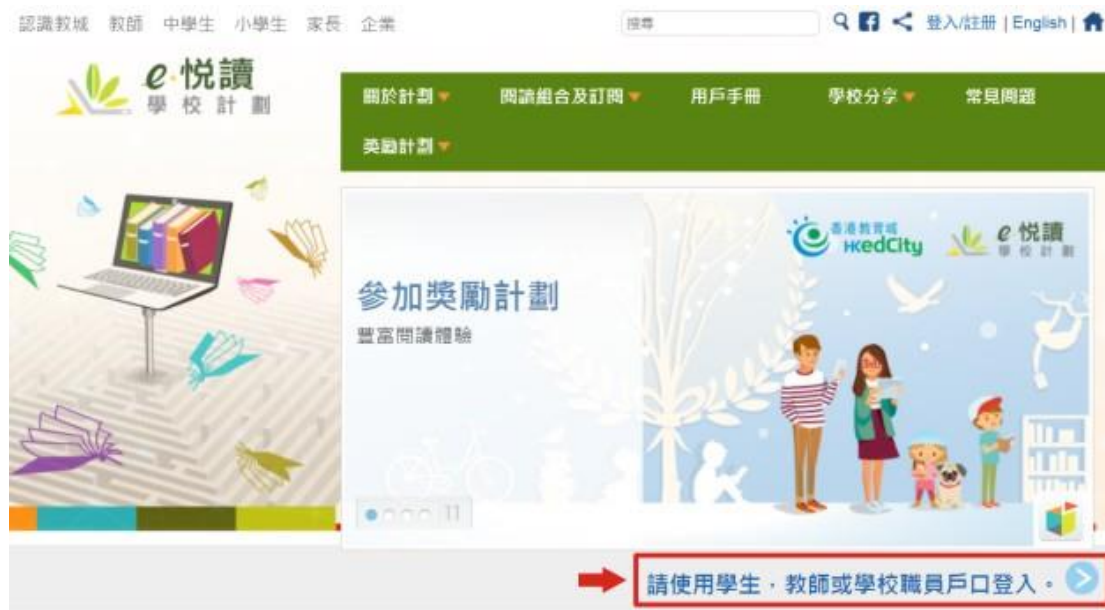 認識教城 教師 中學生 小學生 家長 企業
搜尋
登入/註冊 | English |
e·悅讀
學校計劃
關於計劃 閱讀組合及訂閱 用戶手冊 學校分享 常見問題
獎勵計劃
香港教育城
HKedCity
e悅讀
學校計劃
參加獎勵計劃
豐富閱讀體驗
請使用學生，教師或學校職員戶口登入。